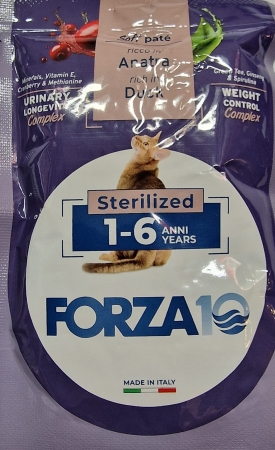 Soft paté
ricco in
Anatra
rich in
Duck
Minerals, Vitamin E,
Cranberry & Methionine
URINARY
LONGEVITY
Complex
Green Tea, Ginseng
& Spirulina
WEIGHT
CONTROL
Complex
Sterilized
1-6 ANNI
YEARS
FORZA10
MADE IN ITALY